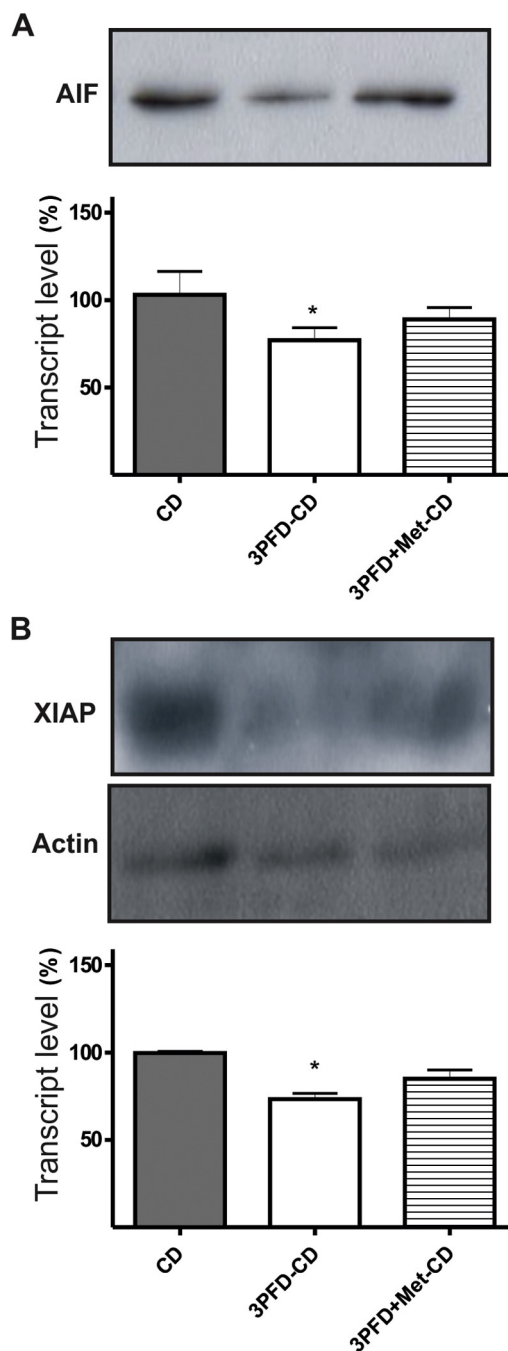 A
AIF
Transcript level (%)
150
100
50
*
CD
3PFD-CD
3PFD+Met-CD
B
XIAP
Actin
Transcript level (%)
150
100
50
*
CD
3PFD-CD
3PFD+Met-CD